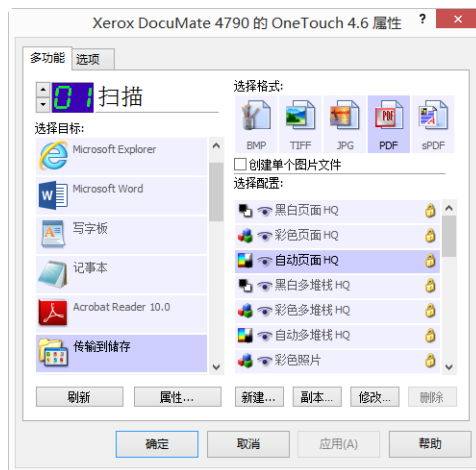 Xerox DocuMate 4790 的 OneTouch 4.6 属性 ? ×
多功能 选项
01 扫描
选择目标:
Microsoft Explorer
Microsoft Word
写字板
记事本
Acrobat Reader 10.0
传输到储存
刷新 属性...
选择格式:
BMP TIFF JPG PDF sPDF
创建单个图片文件
选择配置:
黑白页面 HQ
彩色页面 HQ
自动页面 HQ
黑白多堆栈 HQ
彩色多堆栈 HQ
自动多堆栈 HQ
彩色照片
新建... 副本... 修改... 删除
确定 取消 应用(A) 帮助